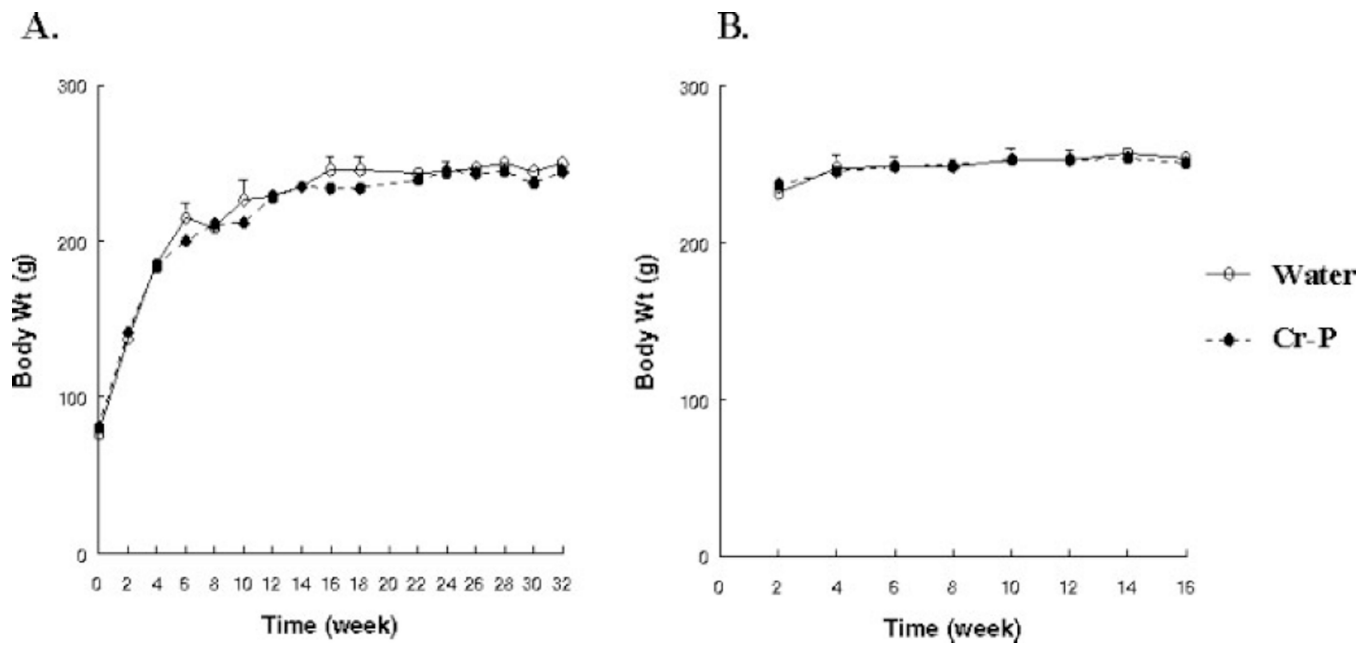 A.
300
200
100
0
Body Wt (g)
0 2 4 6 8 10 12 14 16 18 20 22 24 26 28 30 32
Time (week)
B.
300
200
100
0
Body Wt (g)
0 2 4 6 8 10 12 14 16
Time (week)
Water
Cr-P